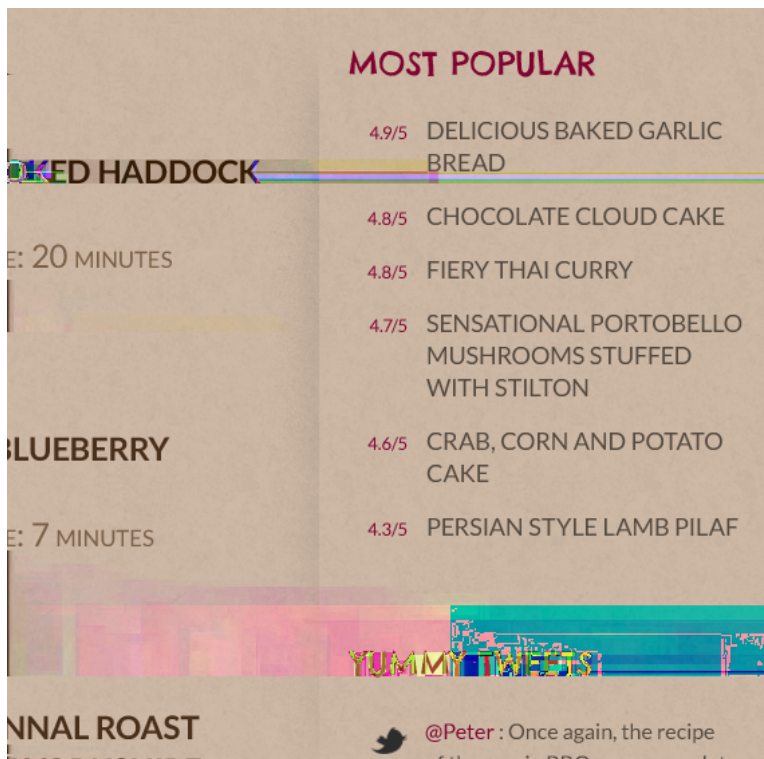 MOST POPULAR
4.9/5 DELICIOUS BAKED GARLIC
BREAD
4.8/5 CHOCOLATE CLOUD CAKE
4.8/5 FIERY THAI CURRY
4.7/5 SENSATIONAL PORTOBELLO
MUSHROOMS STUFFED
WITH STILTON
4.6/5 CRAB, CORN AND POTATO
CAKE
4.3/5 PERSIAN STYLE LAMB PILAF
YUMMY TWEETS
@Peter : Once again, the recipe
OKED HADDOCK
E: 20 MINUTES
BLUEBERRY
E: 7 MINUTES
NNAL ROAST